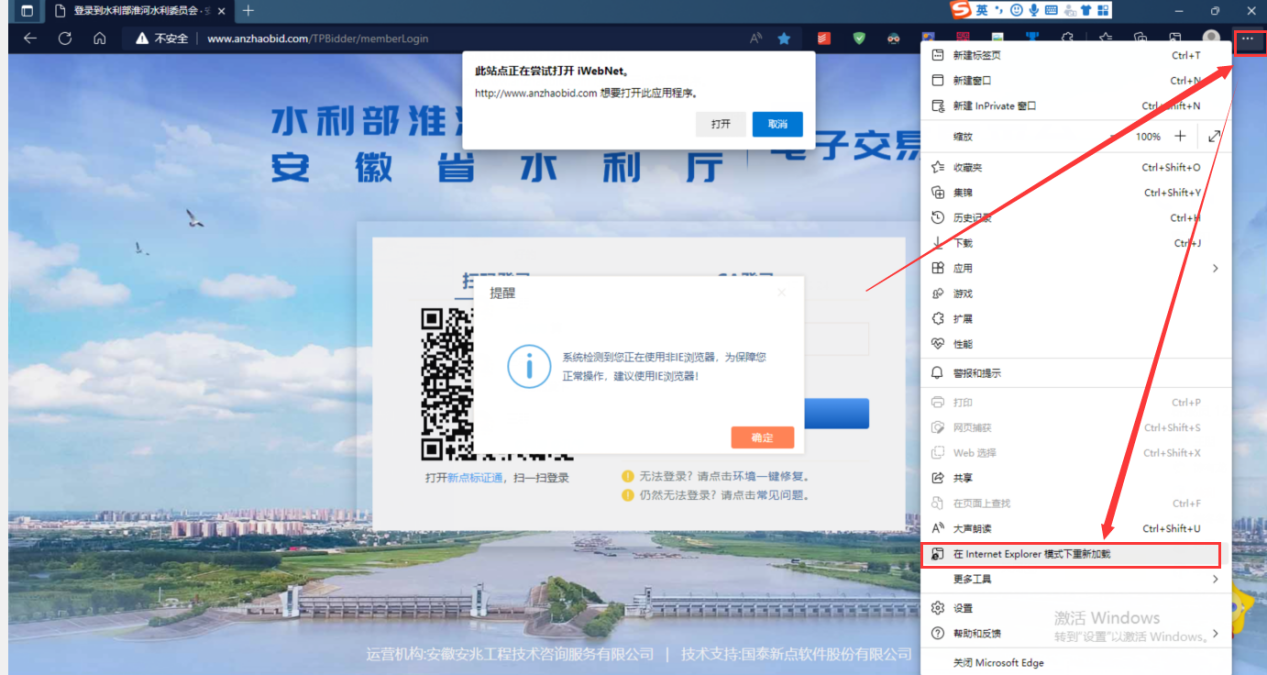 登录到水利部淮河水利委员会 -
英
不安全
www.anzhaobid.com/TPBidder/memberLogin
此站点正在尝试打开 iWebNet。
http://www.anzhaobid.com 想要打开此应用程序。
打开
取消
水利部淮
安徽省水利厅
电子交易
扫码登录
CA登录
提醒
系统检测到您正在使用非IE浏览器，为保障您
正常操作，建议使用IE浏览器！
确定
打开新点标证通，扫一扫登录
无法登录？请点击环境一键修复。
仍然无法登录？请点击常见问题。
运营机构:安徽安兆工程技术咨询服务有限公司 | 技术支持:国泰新点软件股份有限公司
新建标签页 Ctrl+T
新建窗口 Ctrl+N
新建 InPrivate 窗口 Ctrl+Shift+N
缩放 100% +
收藏夹 Ctrl+Shift+O
集锦 Ctrl+Shift+Y
历史记录 Ctrl+H
下载 Ctrl+J
应用
游戏
扩展
性能
警报和提示
打印 Ctrl+P
网页捕获 Ctrl+Shift+S
Web 选择 Ctrl+Shift+X
共享
在页面上查找 Ctrl+F
大声朗读 Ctrl+Shift+U
在 Internet Explorer 模式下重新加载
更多工具
设置
帮助和反馈
关闭 Microsoft Edge
激活 Windows
转到"设置"以激活 Windows。